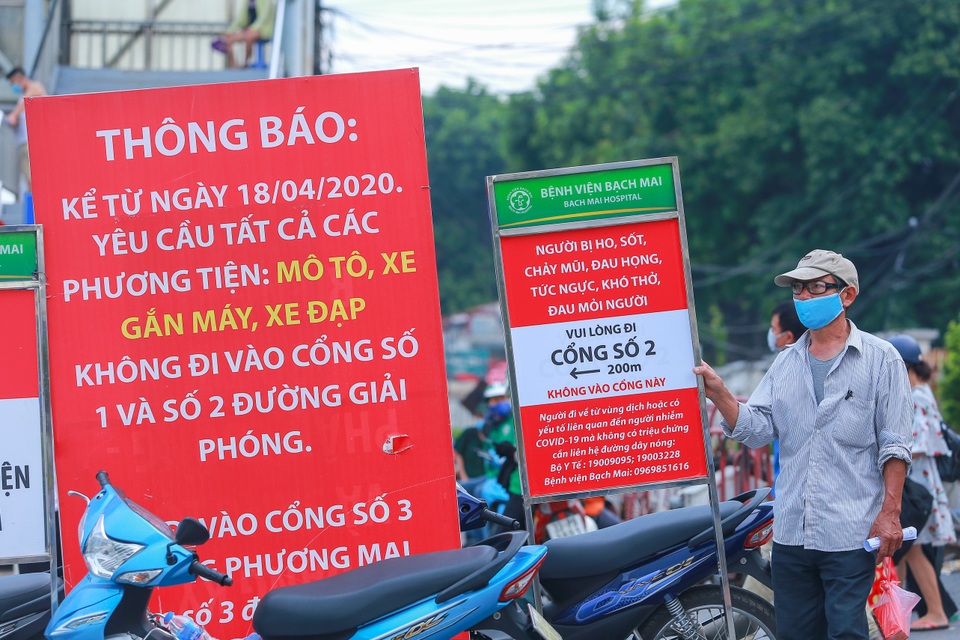 MAI
IỆN
THÔNG BÁO:
KỂ TỪ NGÀY 18/04/2020.
YÊU CẦU TẤT CẢ CÁC
PHƯƠNG TIỆN: MÔ TÔ, XE
GẮN MÁY, XE ĐẠP
KHÔNG ĐI VÀO CỔNG SỐ
1 VÀ SỐ 2 ĐƯỜNG GIẢI
PHÓNG.
VÀO CỔNG SỐ 3
PHƯƠNG MAI
SỐ 3
BỆNH VIỆN BẠCH MAI
BACH MAI HOSPITAL
NGƯỜI BỊ HO, SỐT,
CHẢY MŨI, ĐAU HỌNG,
TỨC NGỰC, KHÓ THỞ,
ĐAU MỎI NGƯỜI
VUI LÒNG ĐI
CỔNG SỐ 2
← 200m
KHÔNG VÀO CỔNG NÀY
Người đi về từ vùng dịch hoặc có
yếu tố liên quan đến người nhiễm
COVID-19 mà không có triệu chứng
cần liên hệ đường dây nóng:
Bộ Y Tế : 19009095; 19003228
Bệnh viện Bạch Mai: 0969851616